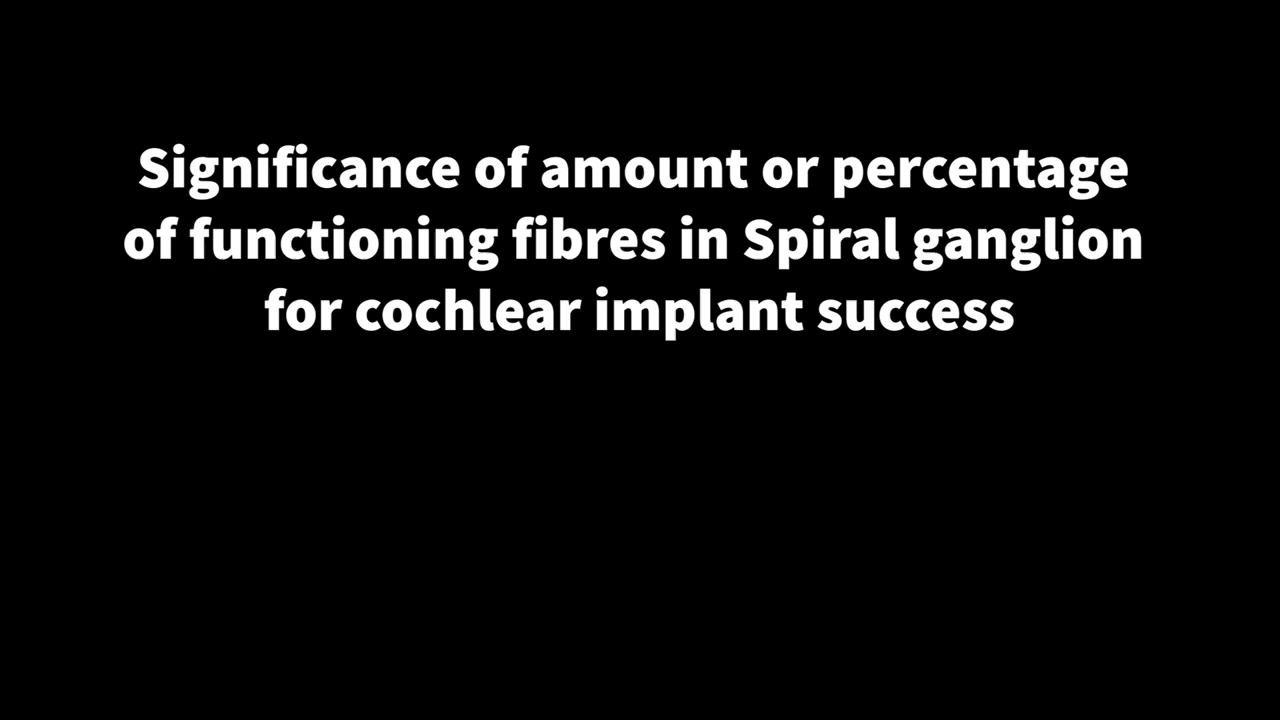 Significance of amount or percentage
of functioning fibres in Spiral ganglion
for cochlear implant success